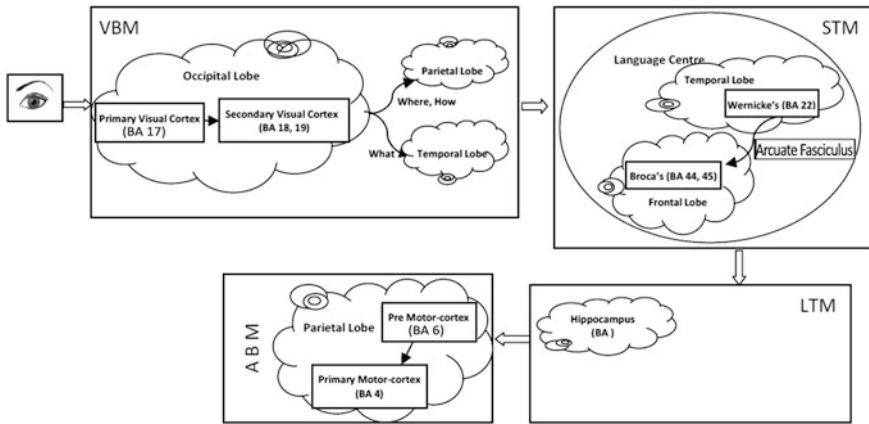 VBM
Occipital Lobe
Primary Visual Cortex
(BA 17)
Secondary Visual Cortex
(BA 18, 19)
Parietal Lobe
Where, How
What
Temporal Lobe
STM
Language Centre
Temporal Lobe
Wernicke's (BA 22)
Arcuate Fasciculus
Broca's (BA 44, 45)
Frontal Lobe
ABM
Parietal Lobe
Pre Motor-cortex
(BA 6)
Primary Motor-cortex
(BA 4)
LTM
Hippocampus
(BA )